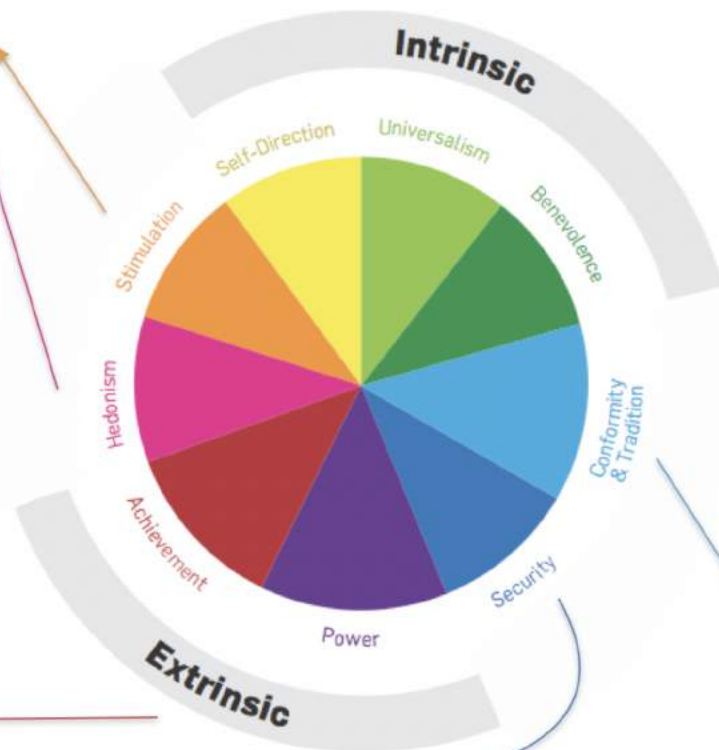 Intrinsic
Universalism
Self-Direction
Benevolence
Stimulation
Hedonism
Conformity
& Tradition
Achievement
Security
Power
Extrinsic